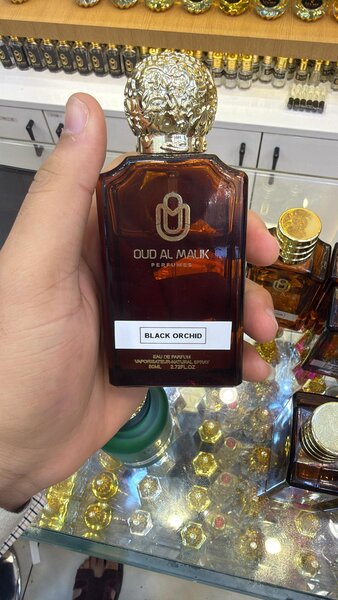 OUD AL MALIK
PERFUMES
BLACK ORCHID
EAU DE PARFUM
VAPORISATEUR-NATURAL SPRAY
80ML 2.72FL.OZ